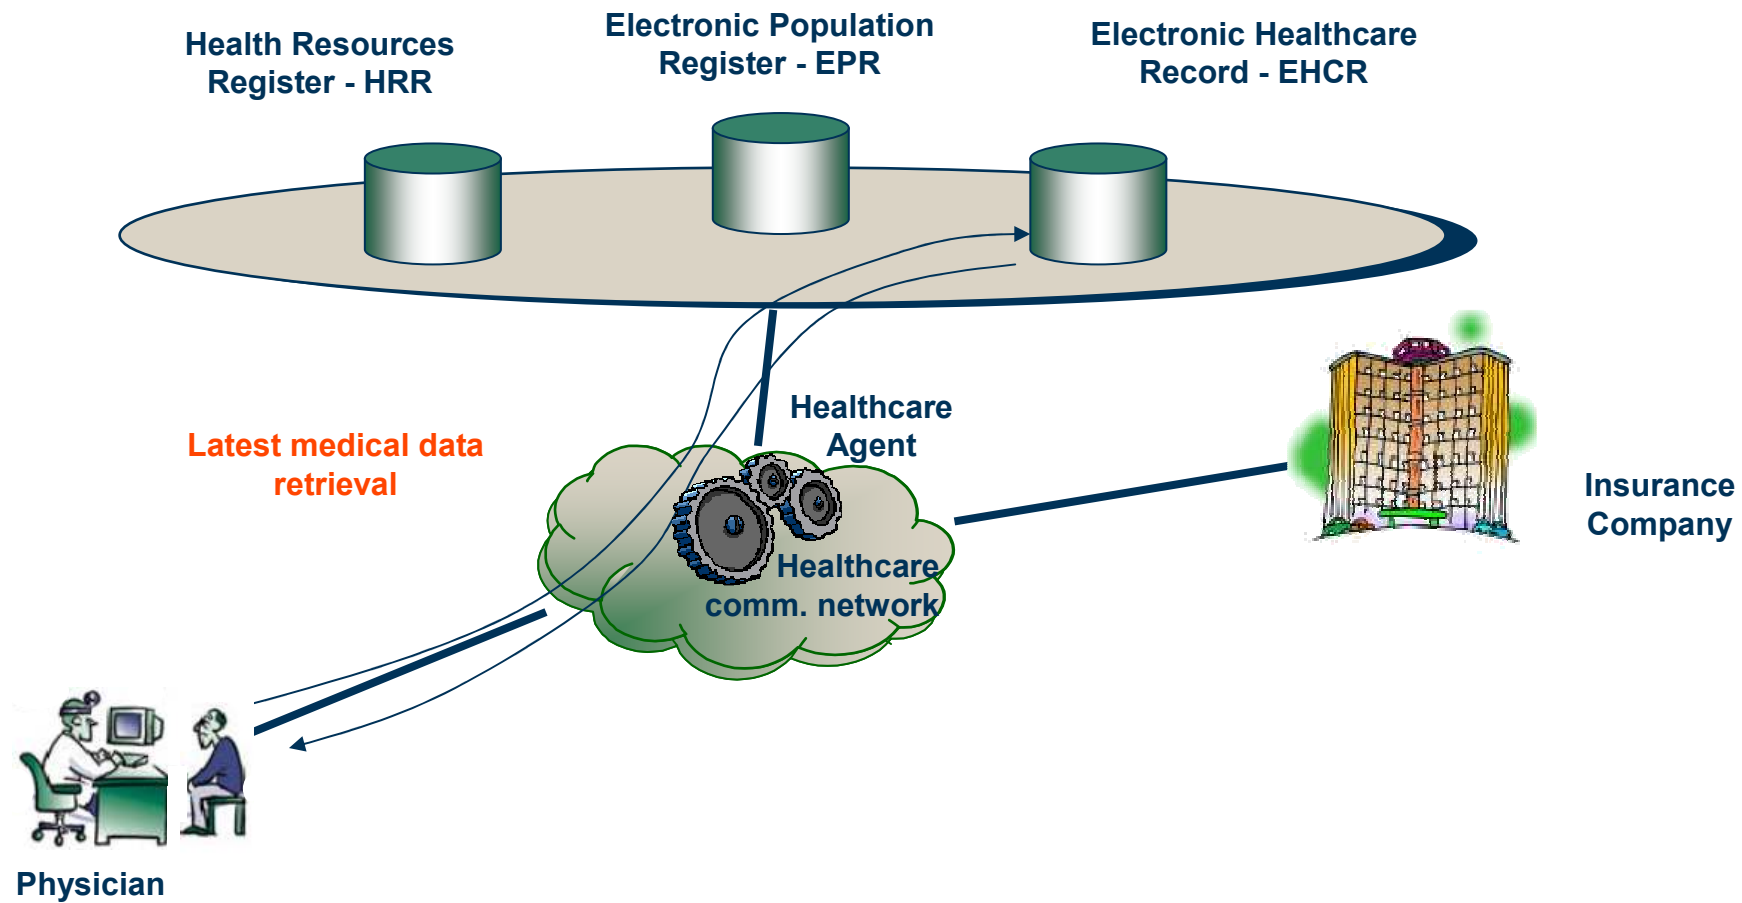 Health Resources
Register - HRR
Electronic Population
Register - EPR
Electronic Healthcare
Record - EHCR
Healthcare
Agent
Latest medical data
retrieval
Insurance
Company
Healthcare
comm. network
Physician